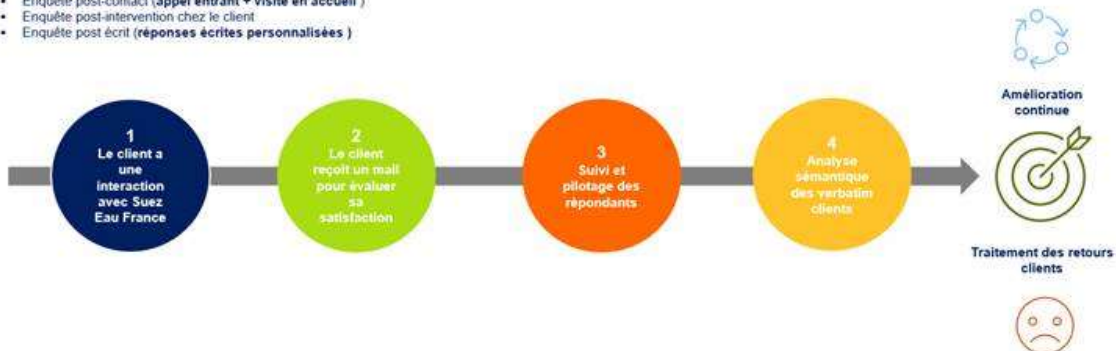 Enquête post-contact (appel entrant + visite en accueil )
Enquête post-intervention chez le client
Enquête post écrit (réponses écrites personnalisées )
1
Le client a
une
interaction
avec Suez
Eau France
2
Le client
reçoit un mail
pour évaluer
sa
satisfaction
3
Suivi et
pilotage des
répondants
4
Analyse
sémantique
des verbatim
clients
Amélioration
continue
Traitement des retours
clients